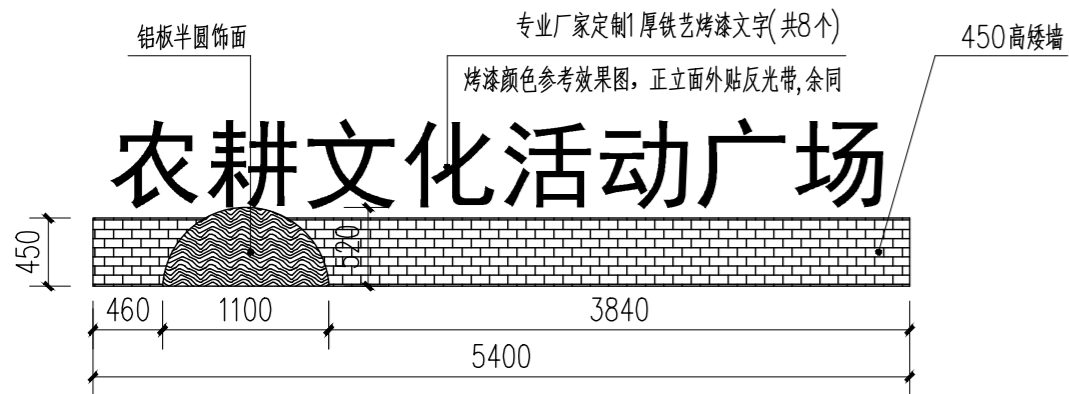 铝板半圆饰面
专业厂家定制1厚铁艺烤漆文字(共8个)
450高矮墙
烤漆颜色参考效果图，正立面外贴反光带,余同
农耕文化活动广场
450
520
460
1100
3840
5400